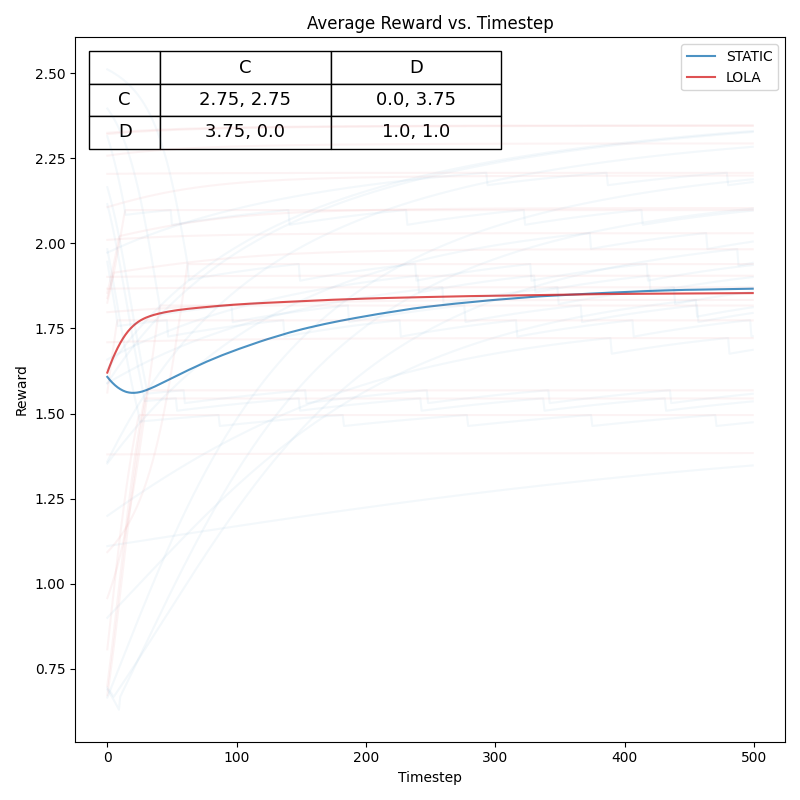 Average Reward vs. Timestep
C D
C 2.75, 2.75 0.0, 3.75
D 3.75, 0.0 1.0, 1.0
STATIC
LOLA
2.50
2.25
2.00
1.75
1.50
1.25
1.00
0.75
Reward
0 100 200 300 400 500
Timestep